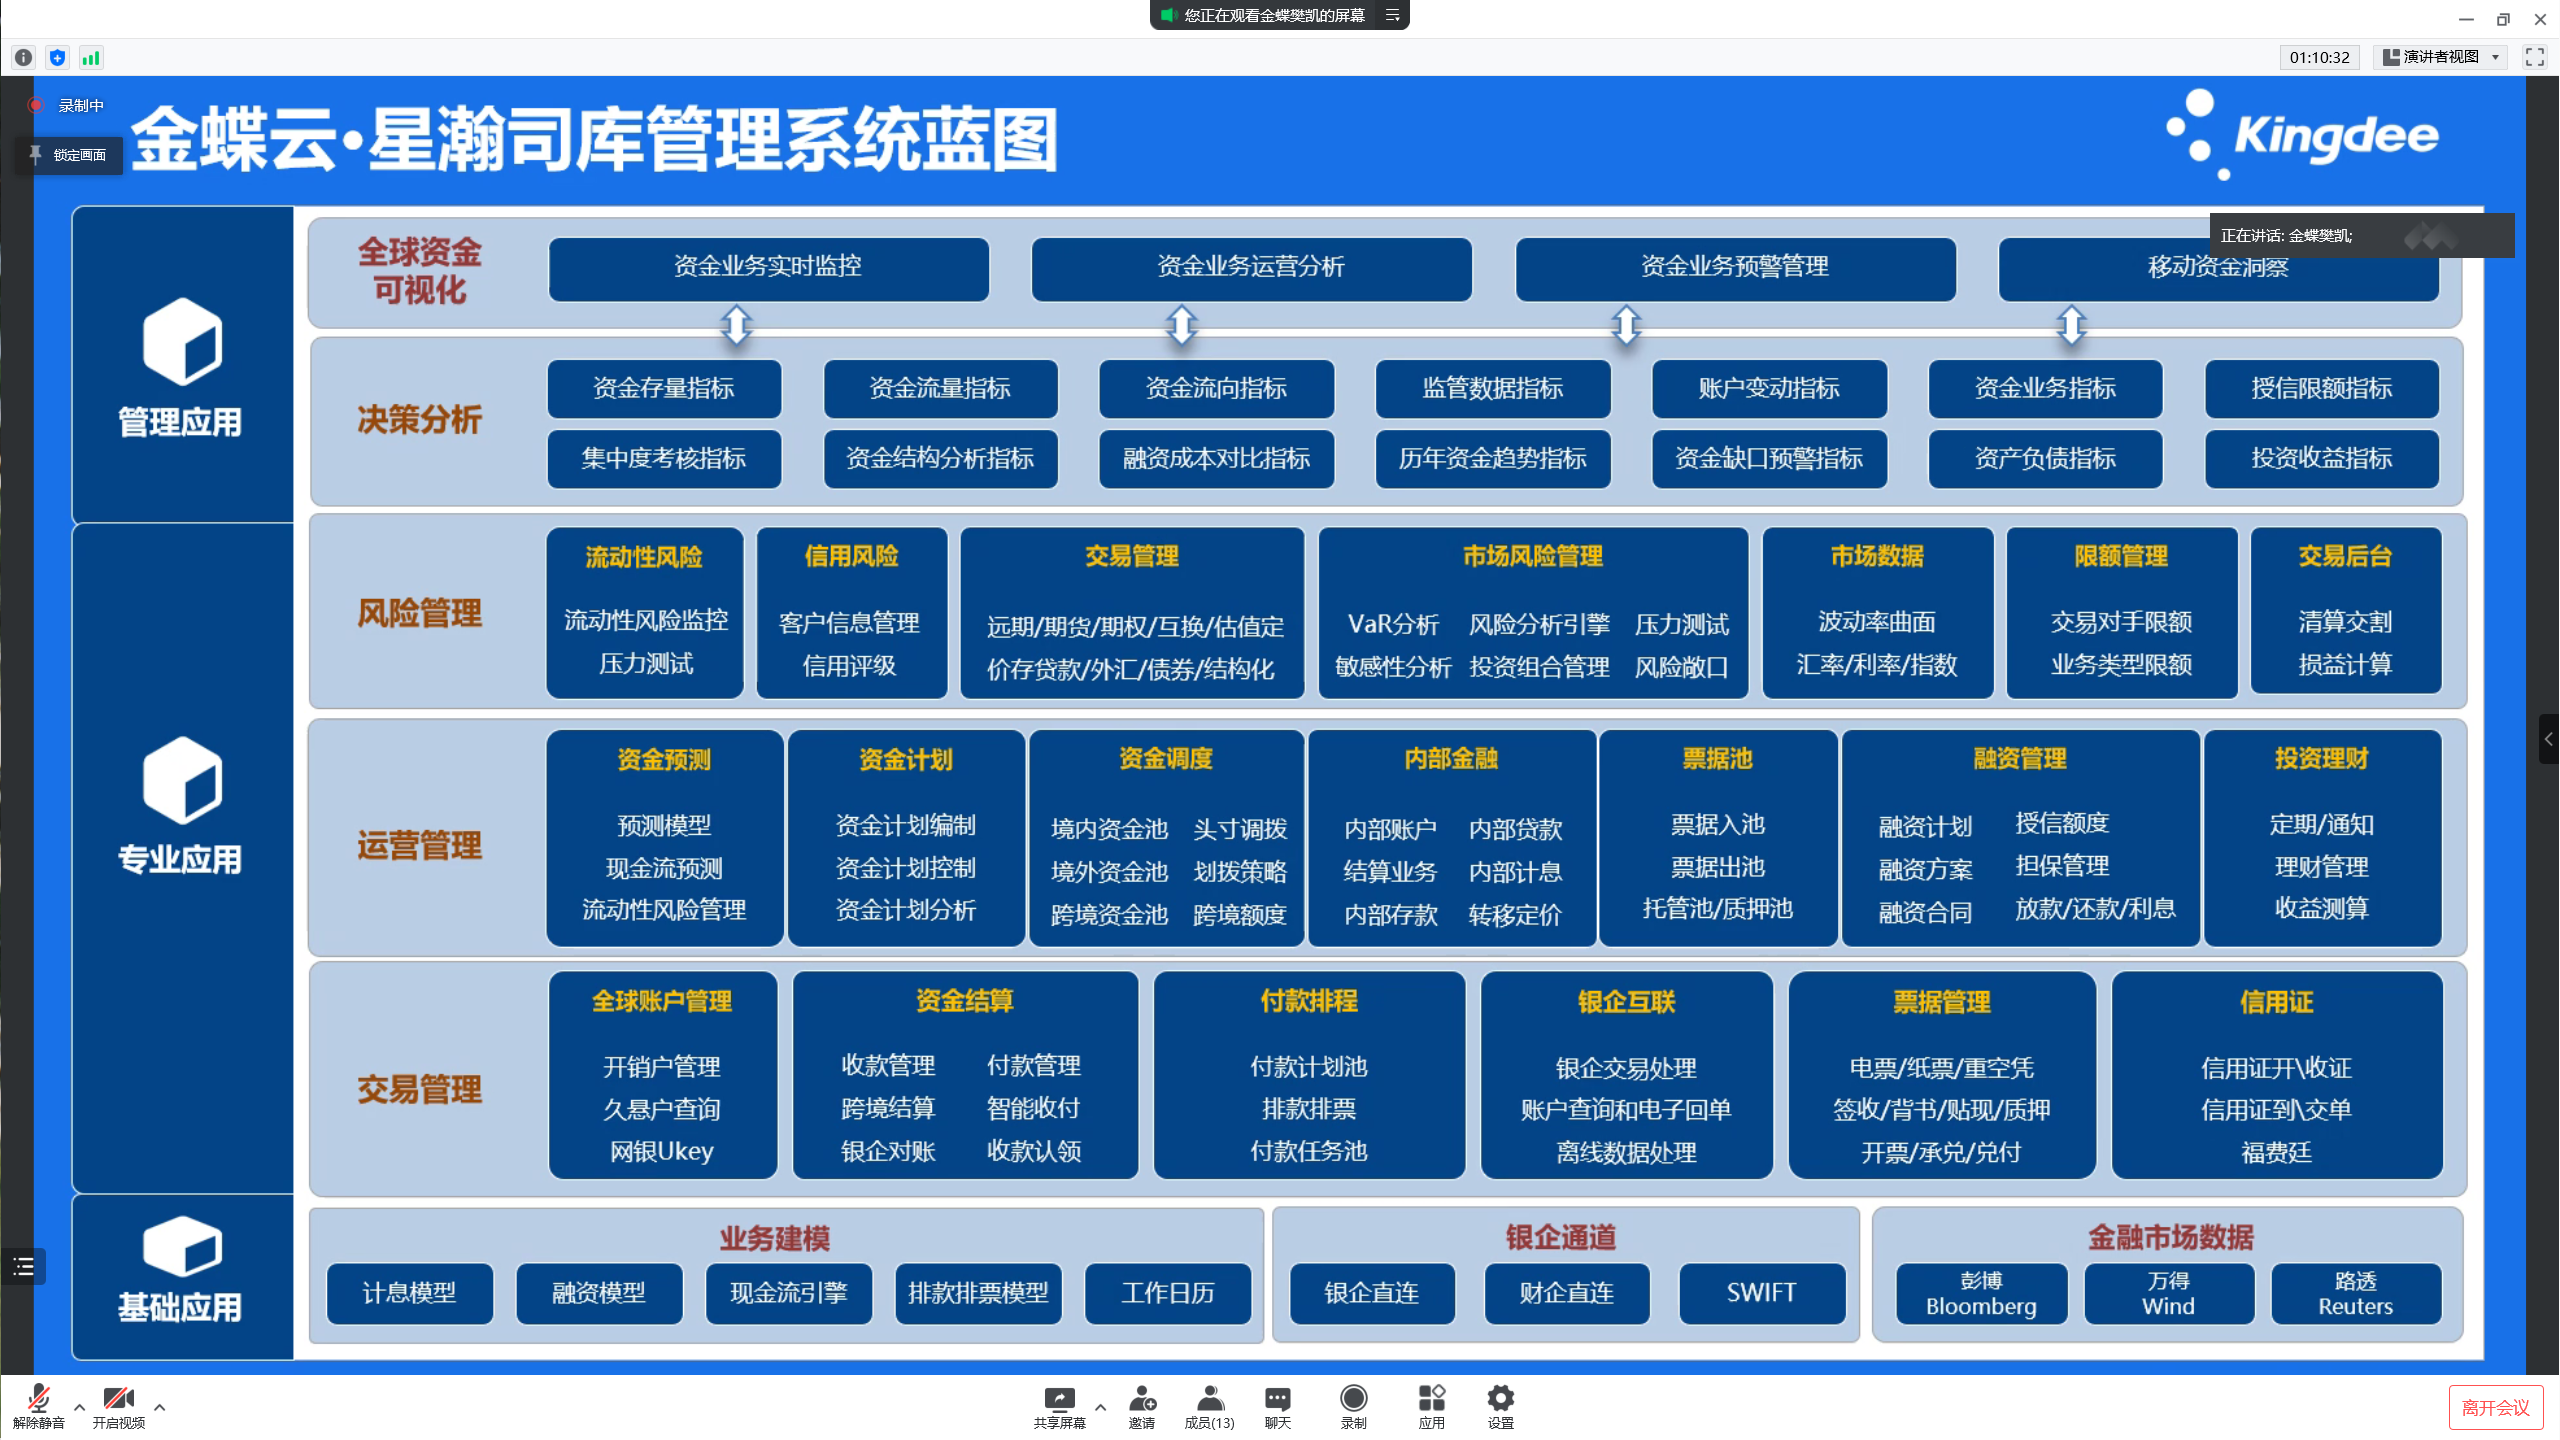 您正在观看金蝶樊凯的屏幕
01:10:32
演讲者视图
录制中
锁定画面
金蝶云·星瀚司库管理系统蓝图
Kingdee
正在讲话: 金蝶樊凯;
管理应用
全球资金
可视化
资金业务实时监控
资金业务运营分析
资金业务预警管理
移动资金洞察
决策分析
资金存量指标
资金流量指标
资金流向指标
监管数据指标
账户变动指标
资金业务指标
授信限额指标
集中度考核指标
资金结构分析指标
融资成本对比指标
历年资金趋势指标
资金缺口预警指标
资产负债指标
投资收益指标
专业应用
风险管理
流动性风险
流动性风险监控
压力测试
信用风险
客户信息管理
信用评级
交易管理
远期/期货/期权/互换/估值定
价存贷款/外汇/债券/结构化
市场风险管理
VaR分析 风险分析引擎 压力测试
敏感性分析 投资组合管理 风险敞口
市场数据
波动率曲面
汇率/利率/指数
限额管理
交易对手限额
业务类型限额
交易后台
清算交割
损益计算
运营管理
资金预测
预测模型
现金流预测
流动性风险管理
资金计划
资金计划编制
资金计划控制
资金计划分析
资金调度
境内资金池 头寸调拨
境外资金池 划拨策略
跨境资金池 跨境额度
内部金融
内部账户 内部贷款
结算业务 内部计息
内部存款 转移定价
票据池
票据入池
票据出池
托管池/质押池
融资管理
融资计划 授信额度
融资方案 担保管理
融资合同 放款/还款/利息
投资理财
定期/通知
理财管理
收益测算
交易管理
全球账户管理
开销户管理
久悬户查询
网银Ukey
资金结算
收款管理 付款管理
跨境结算 智能收付
银企对账 收款认领
付款排程
付款计划池
排款排票
付款任务池
银企互联
银企交易处理
账户查询和电子回单
离线数据处理
票据管理
电票/纸票/重空凭
签收/背书/贴现/质押
开票/承兑/兑付
信用证
信用证开\收证
信用证到\交单
福费廷
基础应用
业务建模
计息模型
融资模型
现金流引擎
排款排票模型
工作日历
银企通道
银企直连
财企直连
SWIFT
金融市场数据
彭博
Bloomberg
万得
Wind
路透
Reuters
解除静音
开启视频
共享屏幕
邀请
成员(13)
聊天
录制
应用
设置
离开会议